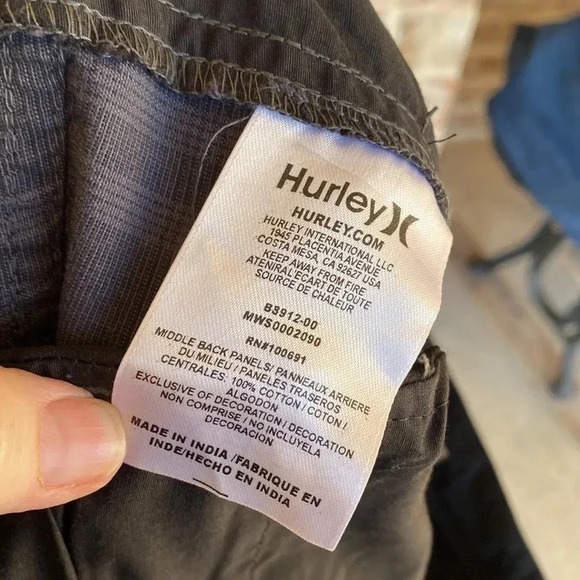 Hurley
HURLEY.COM
HURLEY INTERNATIONAL LLC
1945 PLACENTIA AVENUE
COSTA MESA, CA 92627 USA
KEEP AWAY FROM FIRE
ATENIRALECART DE TOUTE
SOURCE DE CHALEUR
B3912-00
MWS0002090
RN#100691
MIDDLE BACK PANELS/ PANNEAUX ARRIERE
DU MILIEU / PANELES TRASEROS
CENTRALES: 100% COTTON / COTON /
ALGODON
EXCLUSIVE OF DECORATION / DECORATION
NON COMPRISE / NO INCLUYELA
DECORACION
MADE IN INDIA / FABRIQUE EN
INDE/HECHO EN INDIA